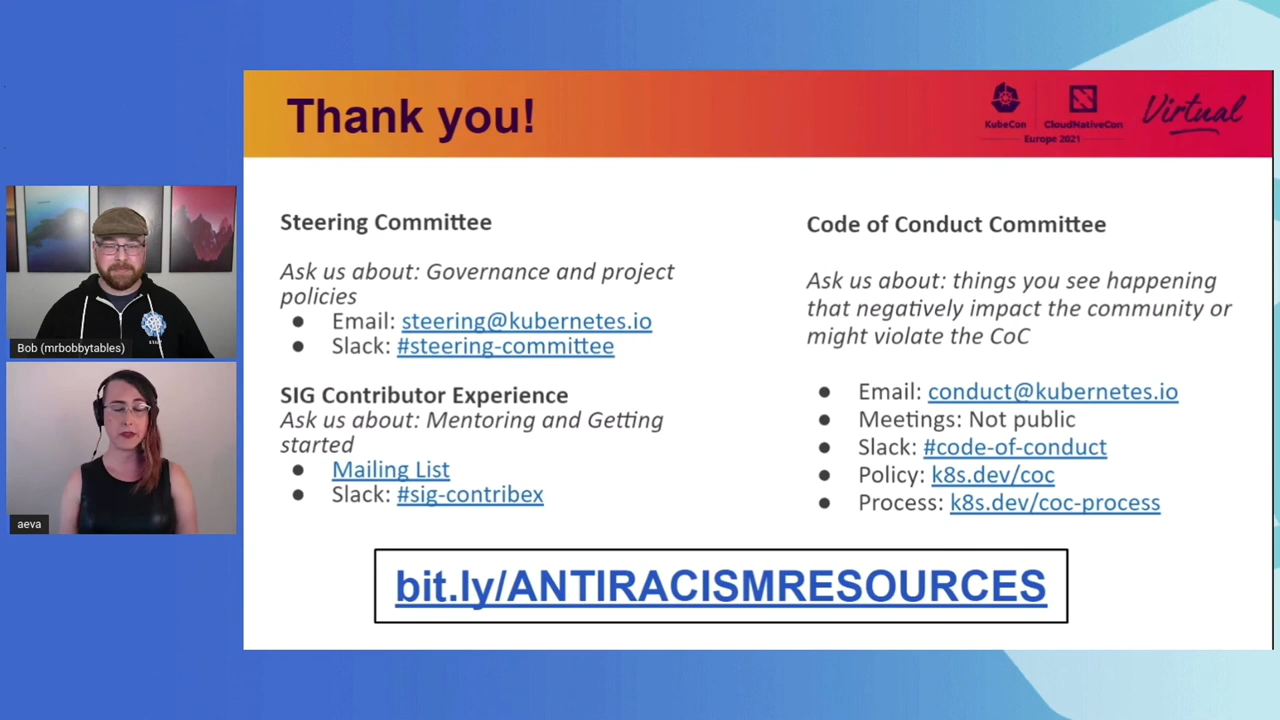 Thank you!
KubeCon
CloudNativeCon
Europe 2021
Virtual
Bob (mrbobbytables)
aeva
Steering Committee
Ask us about: Governance and project
policies
● Email: steering@kubernetes.io
● Slack: #steering-committee
SIG Contributor Experience
Ask us about: Mentoring and Getting
started
● Mailing List
● Slack: #sig-contribex
Code of Conduct Committee
Ask us about: things you see happening
that negatively impact the community or
might violate the CoC
● Email: conduct@kubernetes.io
● Meetings: Not public
● Slack: #code-of-conduct
● Policy: k8s.dev/coc
● Process: k8s.dev/coc-process
bit.ly/ANTIRACISMRESOURCES